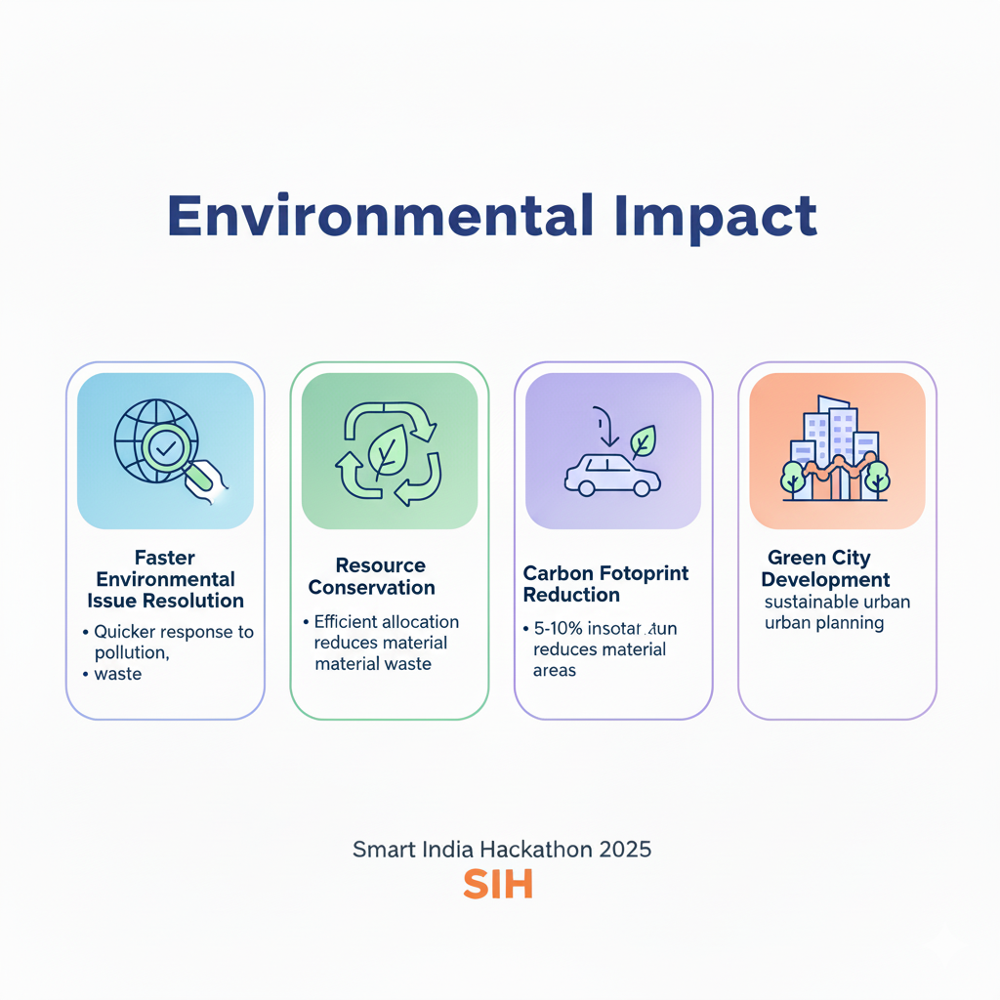 Environmental Impact
Faster
Environmental
Issue Resolution
• Quicker response to
pollution,
• waste
Resource
Conservation
• Efficient allocation
reduces material
material waste
Carbon Fotoprint
Reduction
• 5-10%
reduces material
areas
Green City
Development
sustainable urban
urban planning
Smart India Hackathon 2025
SIH